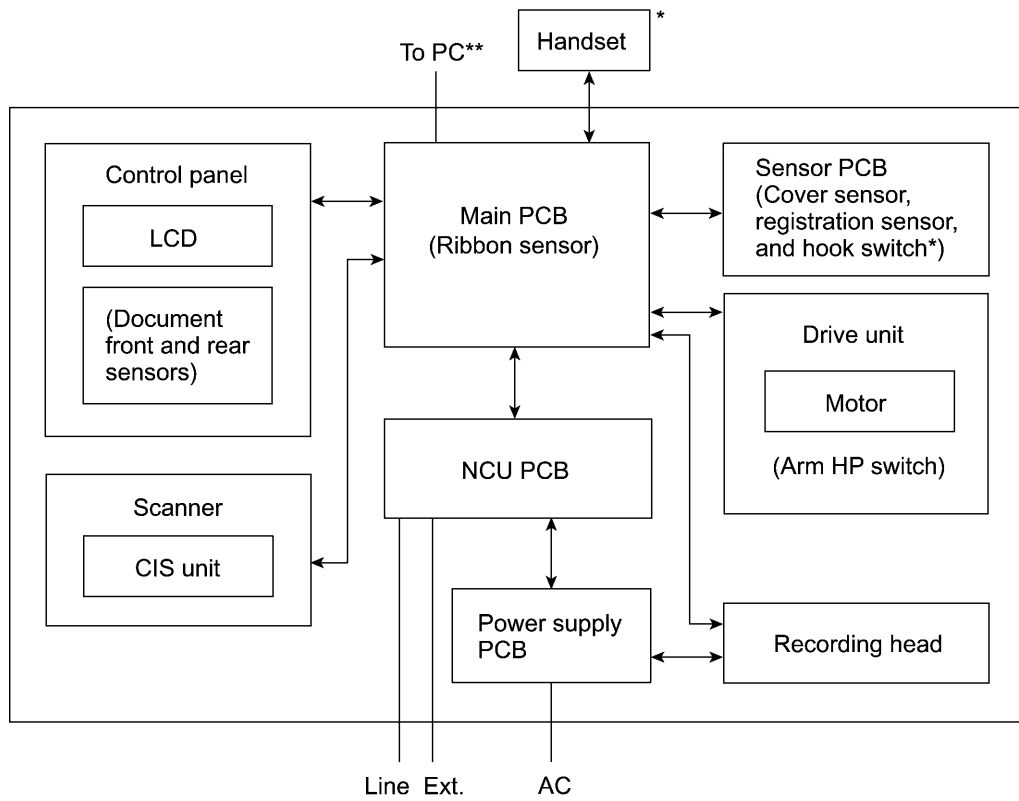 Handset
*
To PC**
Control panel
LCD
(Document
front and rear
sensors)
Main PCB
(Ribbon sensor)
Sensor PCB
(Cover sensor,
registration sensor,
and hook switch*)
Drive unit
Motor
(Arm HP switch)
NCU PCB
Scanner
CIS unit
Power supply
PCB
Recording head
Line
Ext.
AC